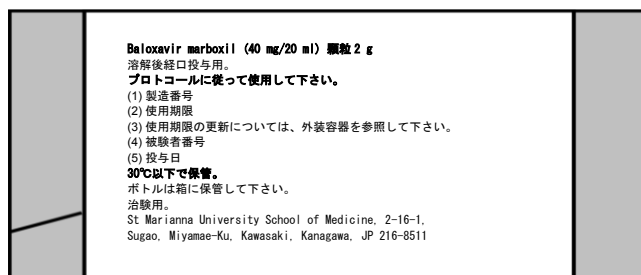 Baloxavir marboxil (40 mg/20 ml) 顆粒 2 g
溶解後経口投与用。
プロトコールに従って使用して下さい。
(1) 製造番号
(2) 使用期限
(3) 使用期限の更新については、外装容器を参照して下さい。
(4) 被験者番号
(5) 投与日
30℃以下で保管。
ボトルは箱に保管して下さい。
治験用。
St Marianna University School of Medicine, 2-16-1,
Sugao, Miyamae-Ku, Kawasaki, Kanagawa, JP 216-8511